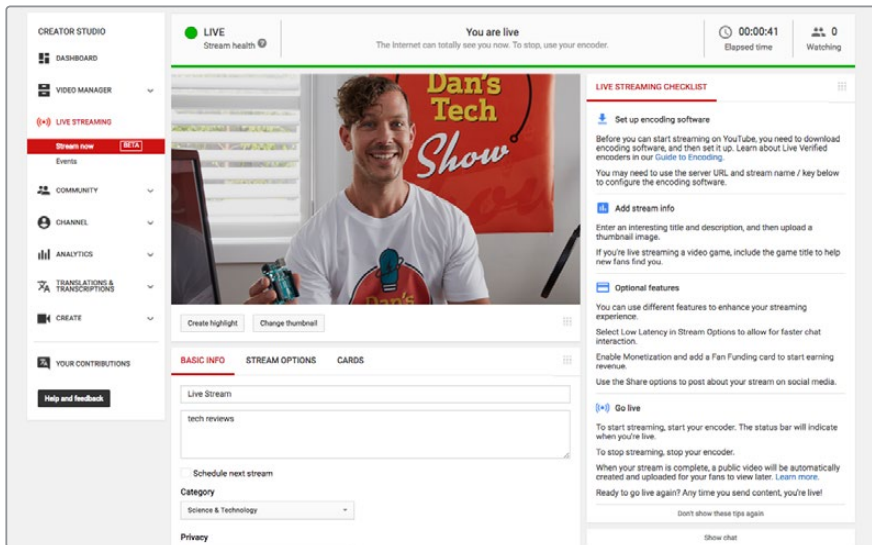 CREATOR STUDIO
DASHBOARD
VIDEO MANAGER
LIVE STREAMING
Stream now BETA
Events
COMMUNITY
CHANNEL
ANALYTICS
TRANSLATIONS &
TRANSCRIPTIONS
CREATE
YOUR CONTRIBUTIONS
Help and feedback
LIVE
Stream health ?
You are live
The Internet can totally see you now. To stop, use your encoder.
00:00:41
Elapsed time
0
Watching
Dan's
Tech
Show
Dan's
Create highlight Change thumbnail
BASIC INFO STREAM OPTIONS CARDS
Live Stream
tech reviews
Schedule next stream
Category
Science & Technology
Privacy
LIVE STREAMING CHECKLIST
Set up encoding software
Before you can start streaming on YouTube, you need to download
encoding software, and then set it up. Learn about Live Verified
encoders in our Guide to Encoding.
You may need to use the server URL and stream name / key below
to configure the encoding software.
Add stream info
Enter an interesting title and description, and then upload a
thumbnail image.
If you're live streaming a video game, include the game title to help
new fans find you.
Optional features
You can use different features to enhance your streaming
experience.
Select Low Latency in Stream Options to allow for faster chat
interaction.
Enable Monetization and add a Fan Funding card to start earning
revenue.
Use the Share options to post about your stream on social media.
Go live
To start streaming, start your encoder. The status bar will indicate
when you're live.
To stop streaming, stop your encoder.
When your stream is complete, a public video will be automatically
created and uploaded for your fans to view later. Learn more.
Ready to go live again? Any time you send content, you're live!
Don't show these tips again
Show chat